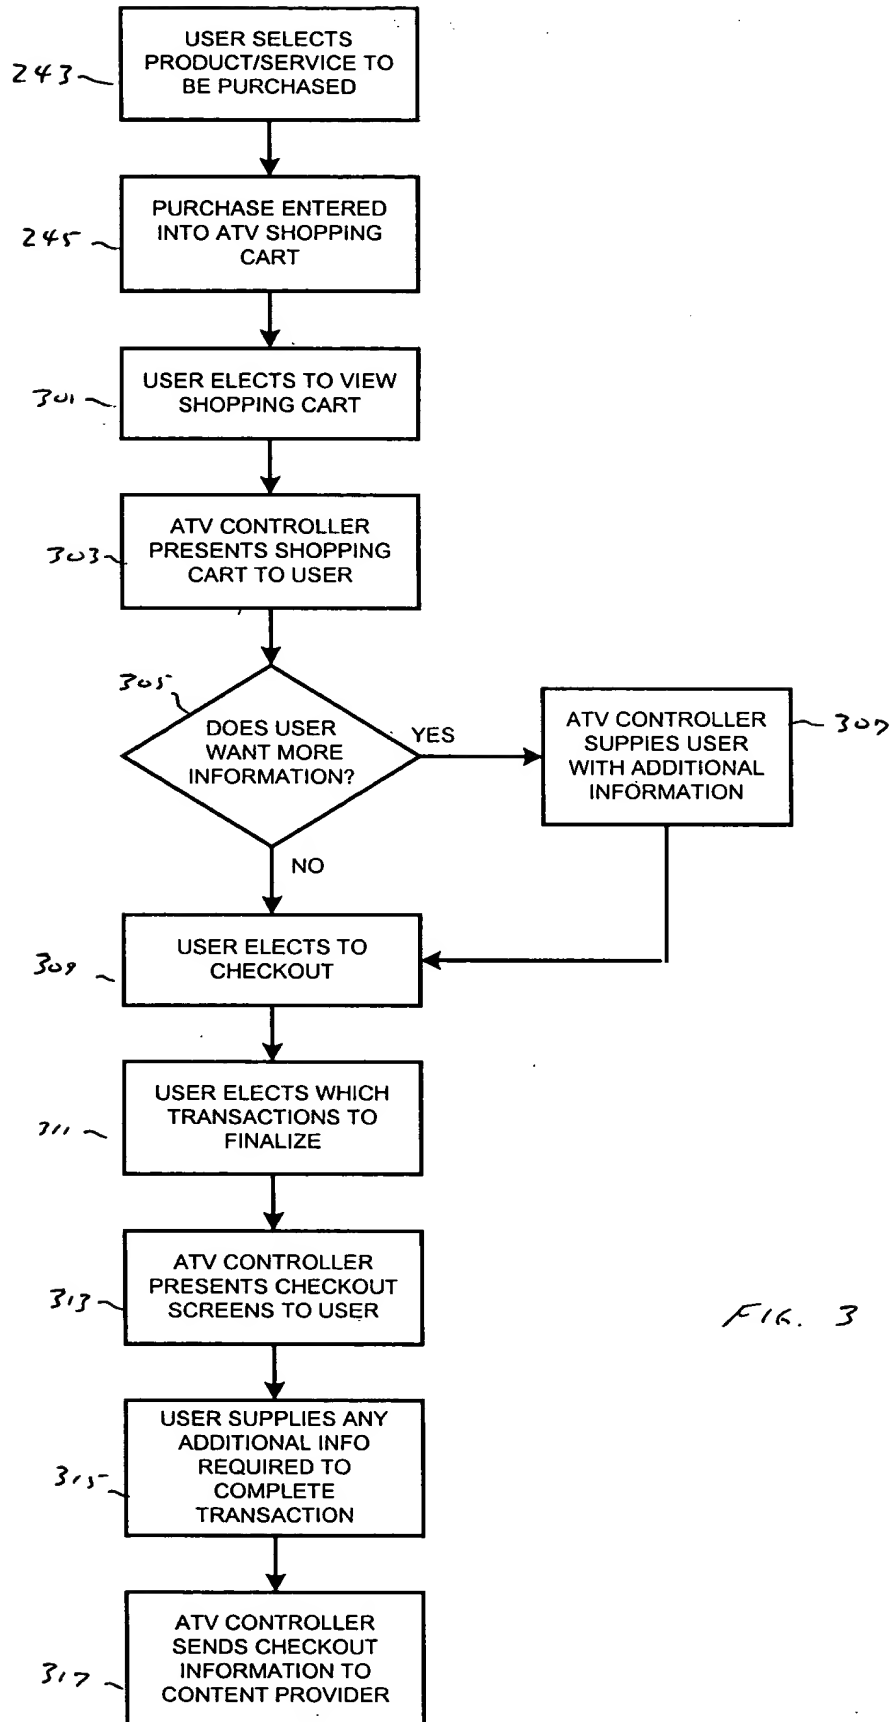 USER SELECTS
PRODUCT/SERVICE TO
BE PURCHASED
243
PURCHASE ENTERED
INTO ATV SHOPPING
CART
245
USER ELECTS TO VIEW
SHOPPING CART
301
ATV CONTROLLER
PRESENTS SHOPPING
CART TO USER
303
305
DOES USER
WANT MORE
INFORMATION?
YES
ATV CONTROLLER
SUPPIES USER
WITH ADDITIONAL
INFORMATION
307
NO
USER ELECTS TO
CHECKOUT
309
USER ELECTS WHICH
TRANSACTIONS TO
FINALIZE
311
ATV CONTROLLER
PRESENTS CHECKOUT
SCREENS TO USER
313
FIG. 3
USER SUPPLIES ANY
ADDITIONAL INFO
REQUIRED TO
COMPLETE
TRANSACTION
315
ATV CONTROLLER
SENDS CHECKOUT
INFORMATION TO
CONTENT PROVIDER
317